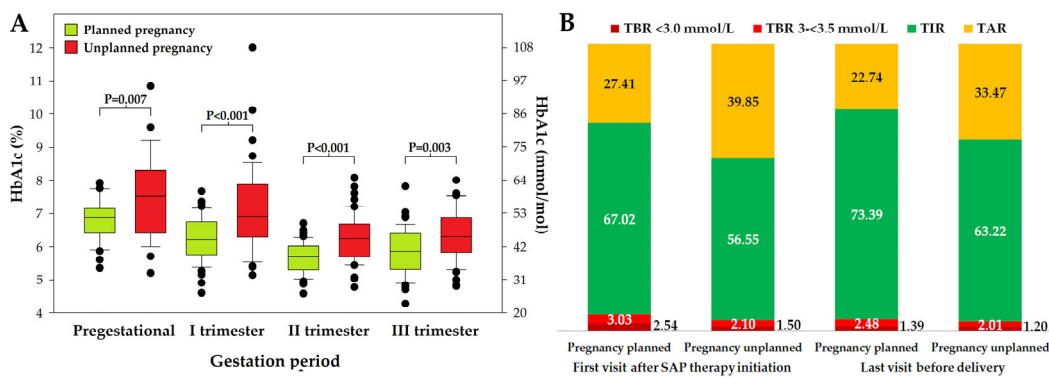 A
Planned pregnancy
Unplanned pregnancy
12
11
10
9
8
7
6
5
4
HbA1c (%)
108
97
86
75
64
53
42
31
20
HbA1c (mmol/mol)
P=0.007
P<0.001
P<0.001
P=0.003
Pregestational I trimester II trimester III trimester
Gestation period
B
TBR <3.0 mmol/L TBR 3-<3.5 mmol/L TIR TAR
27.41 39.85 22.74 33.47
67.02 56.55 73.39 63.22
3.03 2.10 2.48 2.01
2.54 1.50 1.39 1.20
Pregnancy planned Pregnancy unplanned Pregnancy planned Pregnancy unplanned
First visit after SAP therapy initiation Last visit before delivery